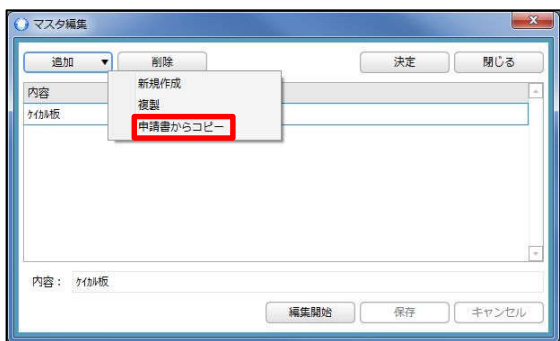 マスタ編集
追加 ▼ 削除 決定 閉じる
新規作成
内容
複製
ｹｲｶﾙ板
申請書からコピー
内容： ｹｲｶﾙ板
編集開始 保存 キャンセル